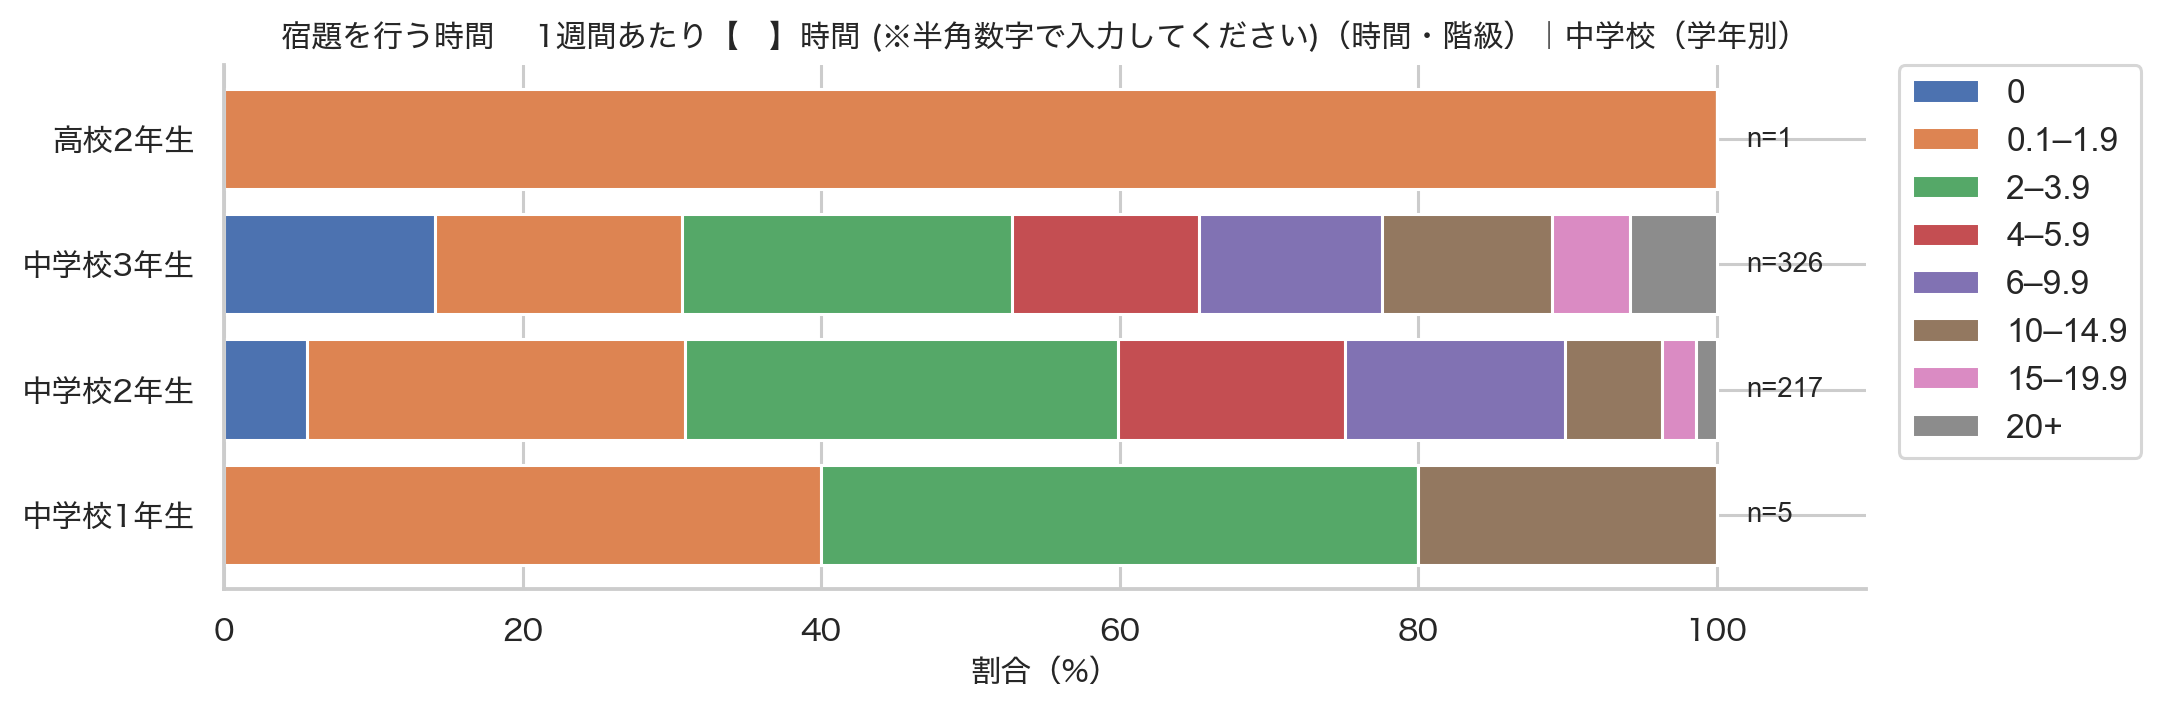 宿題を行う時間　1週間あたり【　】時間 (※半角数字で入力してください)（時間・階級）｜中学校（学年別）
高校2年生
n=1
中学校3年生
n=326
中学校2年生
n=217
中学校1年生
n=5
0 20 40 60 80 100
割合（%）
0
0.1–1.9
2–3.9
4–5.9
6–9.9
10–14.9
15–19.9
20+